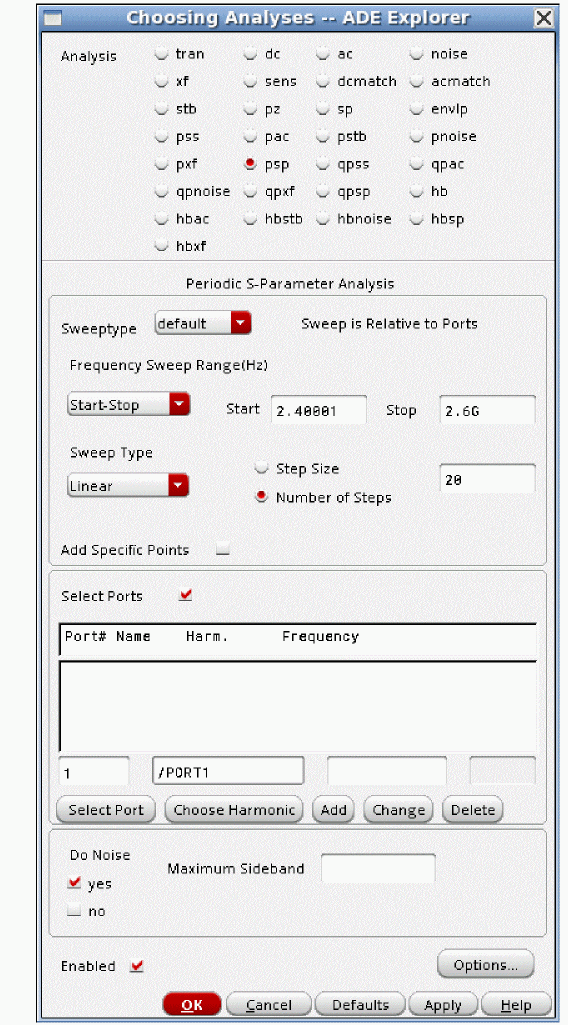 Choosing Analyses -- ADE Explorer
Analysis tran dc ac noise
xf sens dcmatch acmatch
stb pz sp envlp
pss pac pstb pnoise
pxf psp qpss qpac
qpnoise qpxf qpsp hb
hbac hbstb hbnoise hbsp
hbxf
Periodic S-Parameter Analysis
Sweeptype default Sweep is Relative to Ports
Frequency Sweep Range(Hz)
Start-Stop Start 2.40001 Stop 2.6G
Sweep Type
Step Size
Linear 20
Number of Steps
Add Specific Points
Select Ports
Port# Name Harm. Frequency
1 /PORT1
Select Port Choose Harmonic Add Change Delete
Do Noise
Maximum Sideband
yes
no
Enabled Options...
OK Cancel Defaults Apply Help